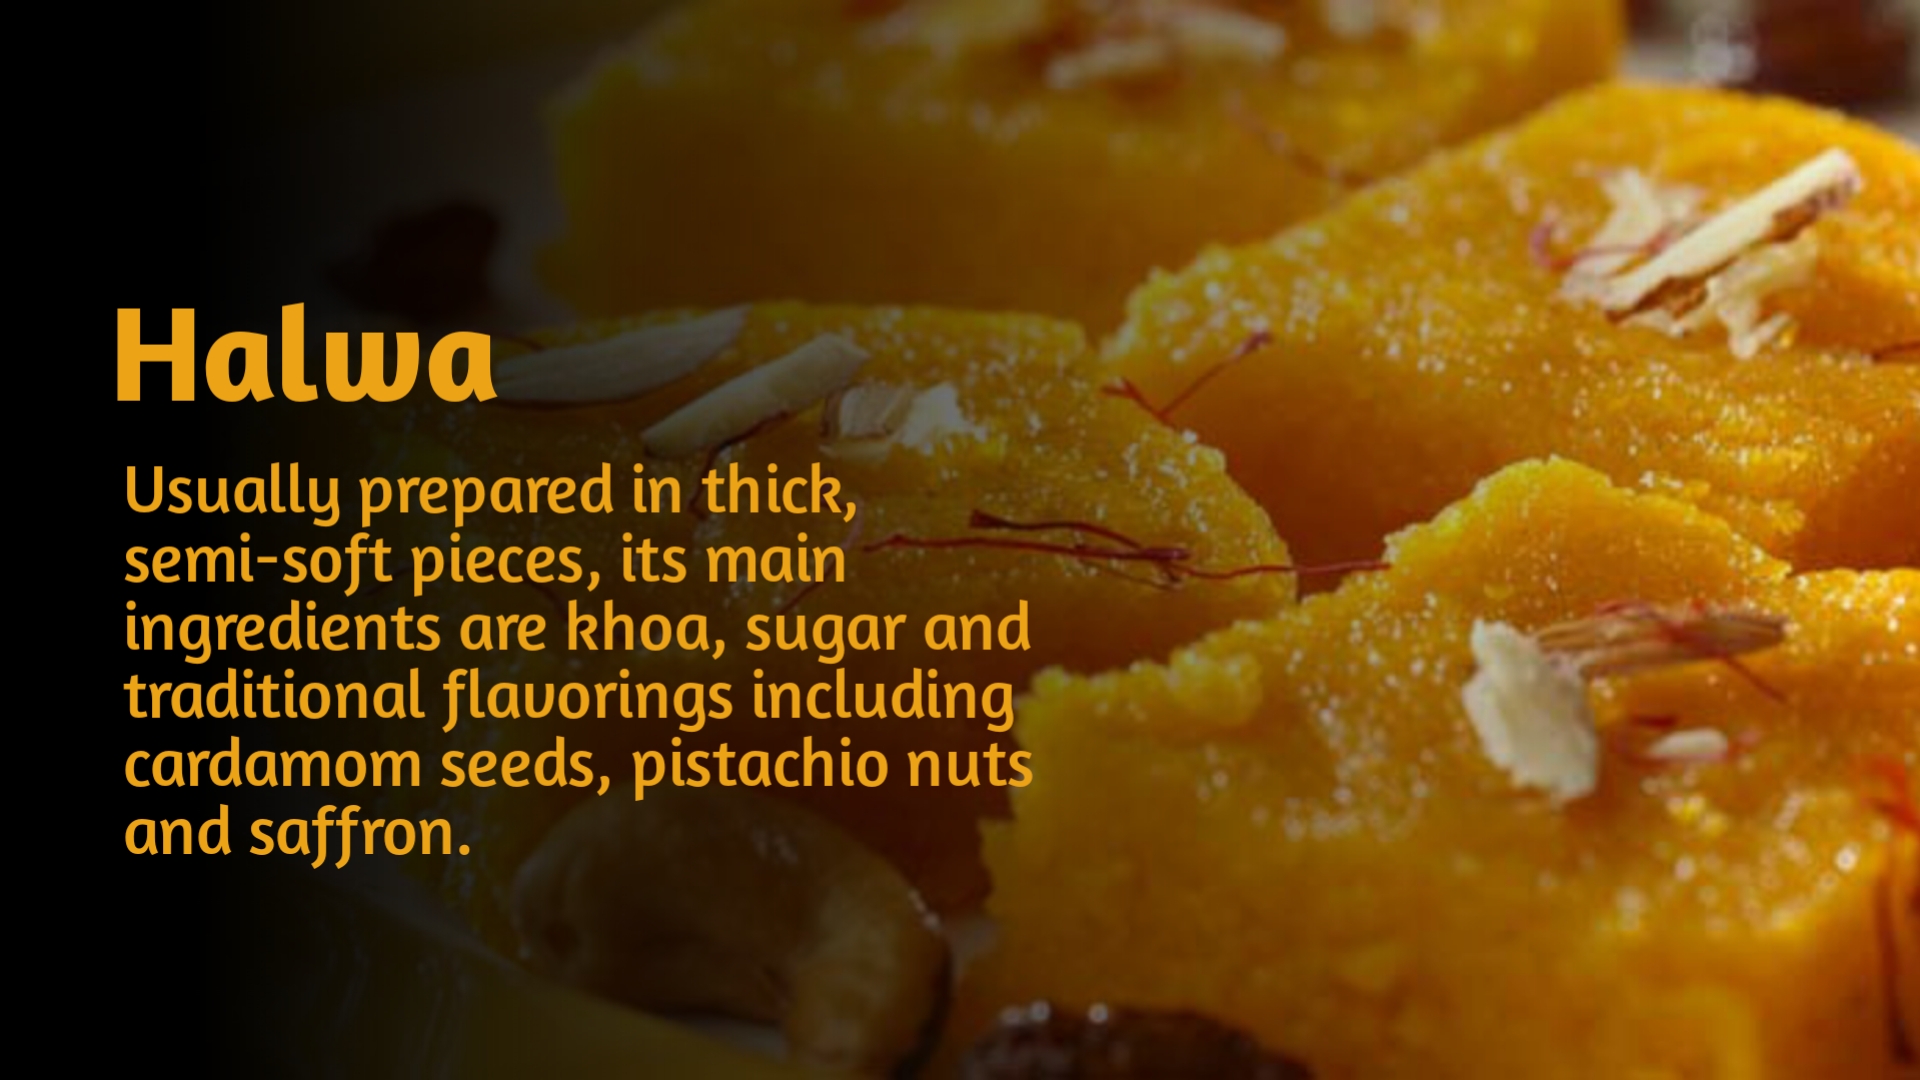 Halwa
Usually prepared in thick,
semi-soft pieces, its main
ingredients are khoa, sugar and
traditional flavorings including
cardamom seeds, pistachio nuts
and saffron.